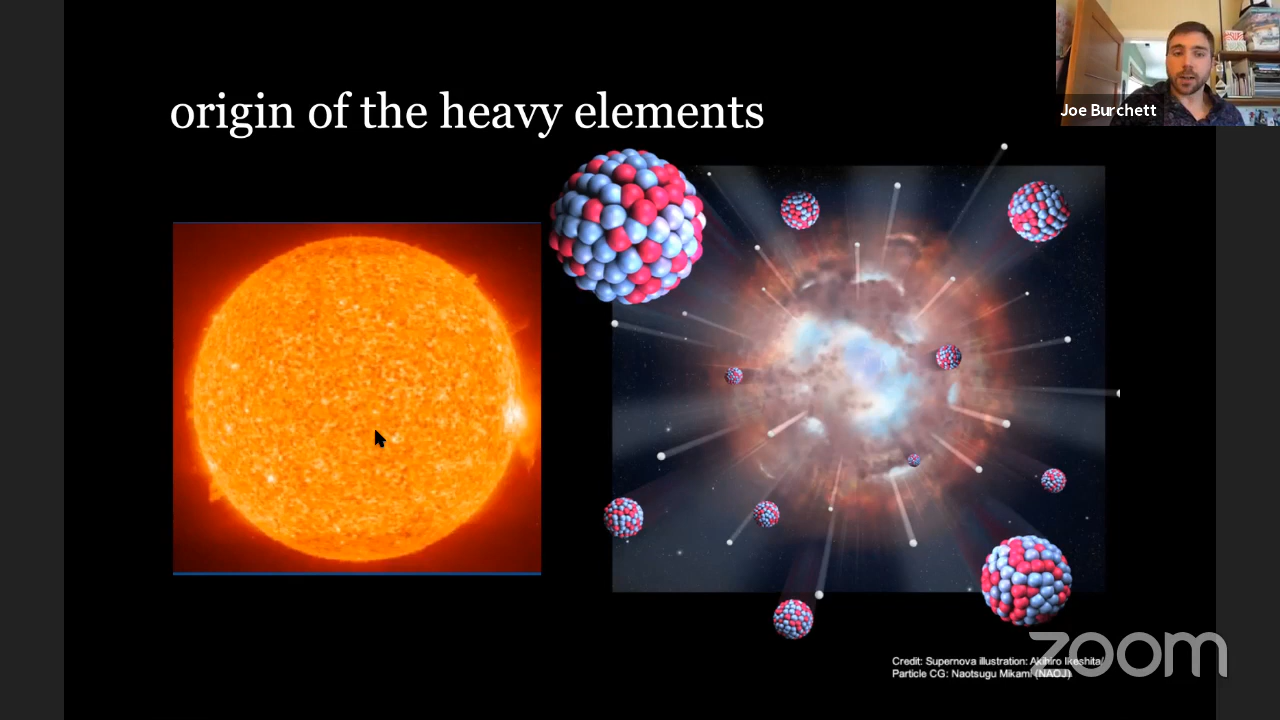 origin of the heavy elements
Joe Burchett
Credit: Supernova illustration: Akihiro Ikeshita/
Particle CG: Naotsugu Mikami (NAOJ)
zoom